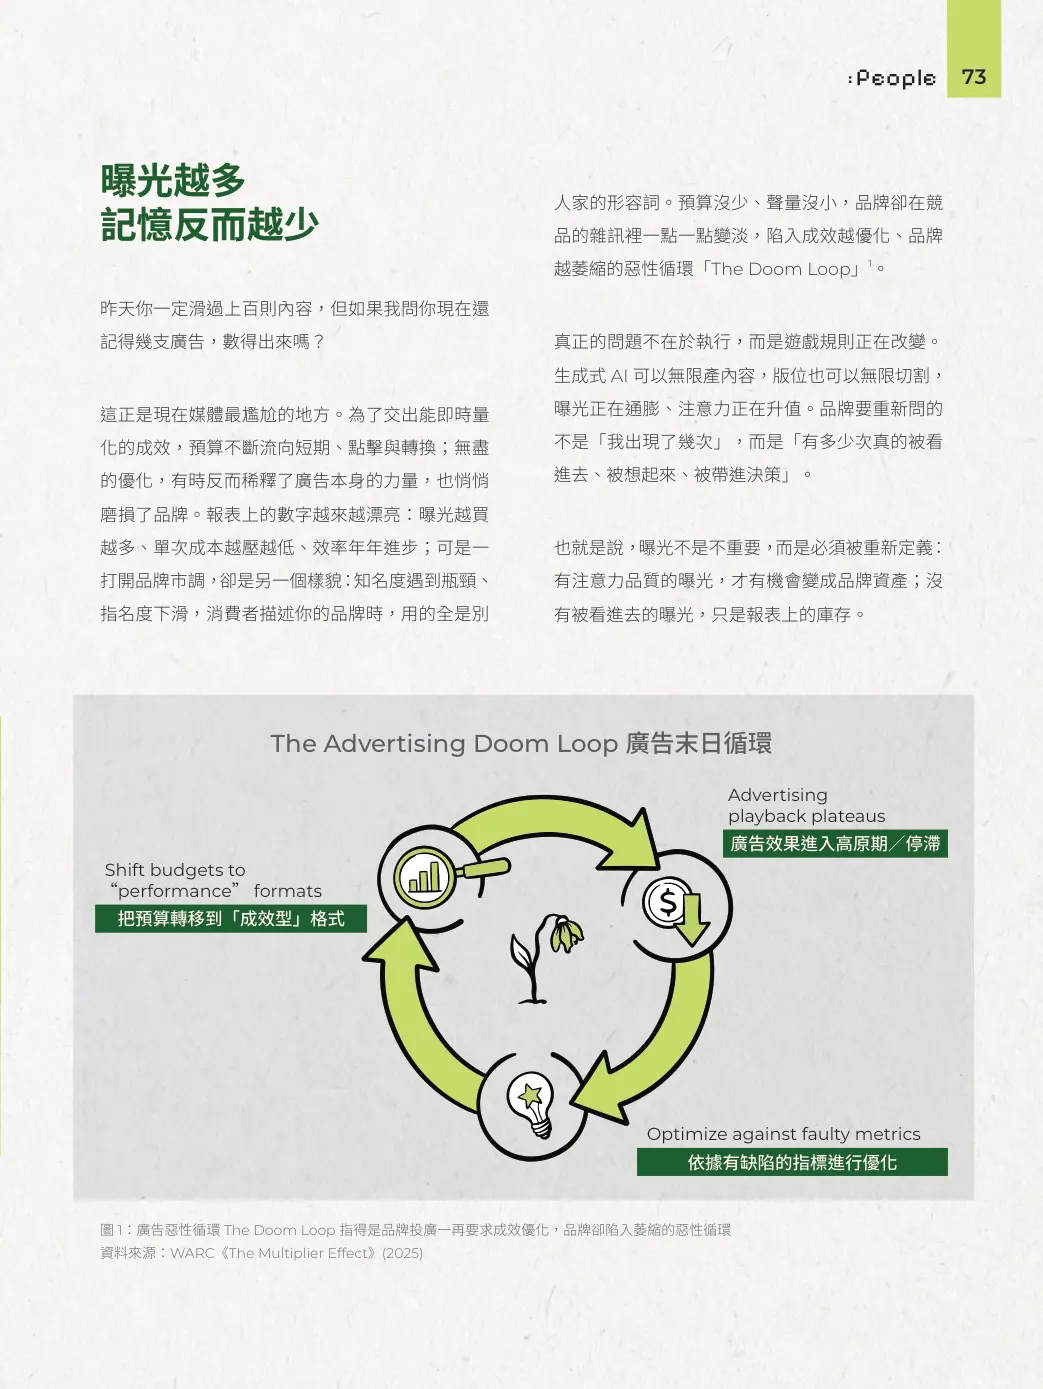 :People 73
曝光越多
記憶反而越少
昨天你一定滑過上百則內容，但如果我問你現在還
記得幾支廣告，數得出來嗎？
這正是現在媒體最尷尬的地方。為了交出能即時量
化的成效，預算不斷流向短期、點擊與轉換；無盡
的優化，有時反而稀釋了廣告本身的力量，也悄悄
磨損了品牌。報表上的數字越來越漂亮：曝光越買
越多、單次成本越壓越低、效率年年進步；可是一
打開品牌市調，卻是另一個樣貌：知名度遇到瓶頸、
指名度下滑，消費者描述你的品牌時，用的全是別
人家的形容詞。預算沒少、聲量沒小，品牌卻在競
品的雜訊裡一點一點變淡，陷入成效越優化、品牌
越萎縮的惡性循環「The Doom Loop」1。
真正的問題不在於執行，而是遊戲規則正在改變。
生成式 AI 可以無限產內容，版位也可以無限切割，
曝光正在通膨、注意力正在升值。品牌要重新問的
不是「我出現了幾次」，而是「有多少次真的被看
進去、被想起來、被帶進決策」。
也就是說，曝光不是不重要，而是必須被重新定義：
有注意力品質的曝光，才有機會變成品牌資產；沒
有被看進去的曝光，只是報表上的庫存。
The Advertising Doom Loop 廣告末日循環
Advertising
playback plateaus
廣告效果進入高原期／停滯
Shift budgets to
“performance” formats
把預算轉移到「成效型」格式
Optimize against faulty metrics
依據有缺陷的指標進行優化
圖 1：廣告惡性循環 The Doom Loop 指得是品牌投廣一再要求成效優化，品牌卻陷入萎縮的惡性循環
資料來源：WARC《The Multiplier Effect》(2025)